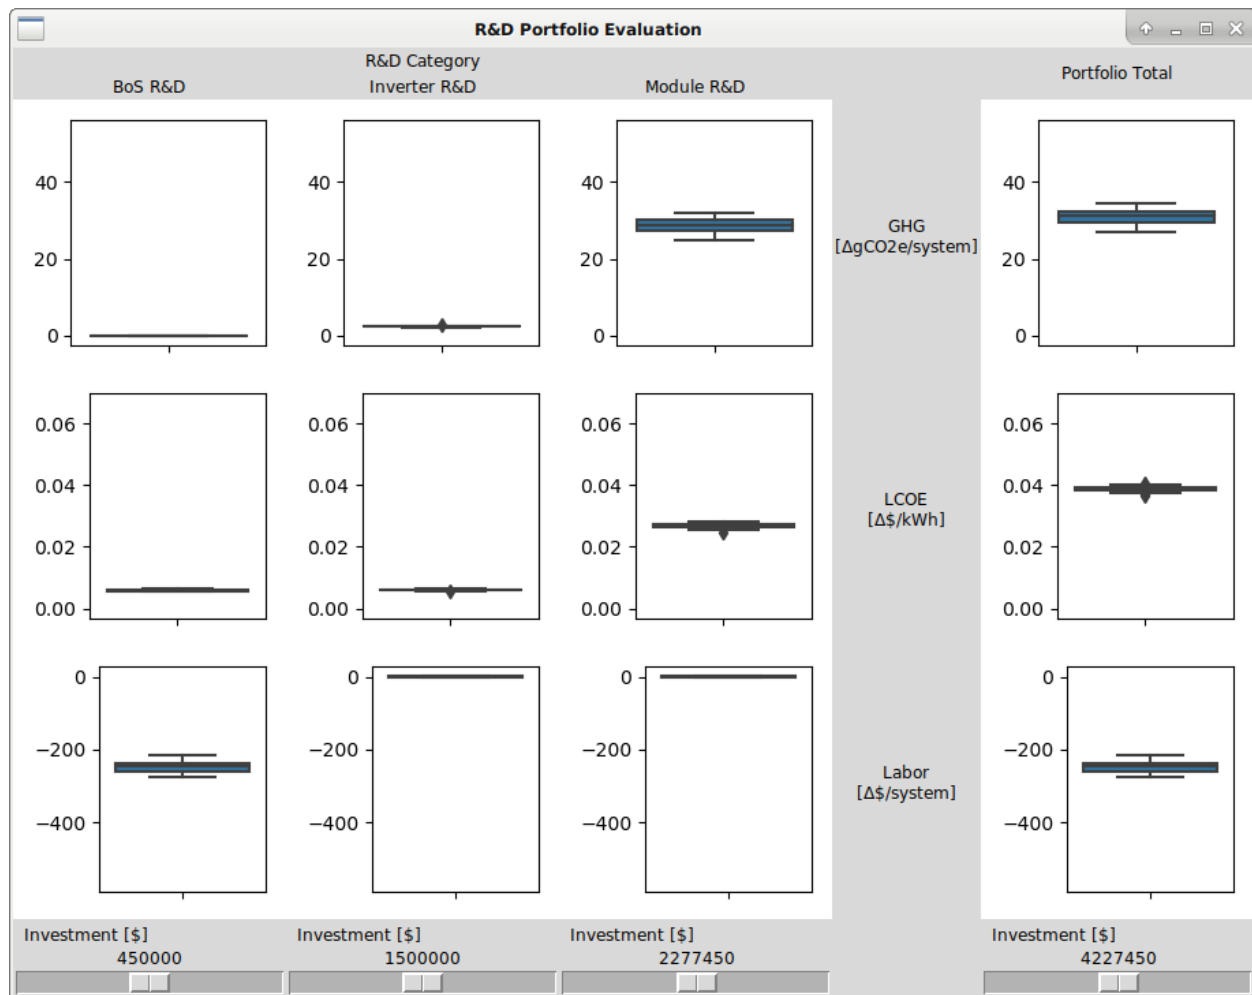 R&D Portfolio Evaluation
R&D Category
BoS R&D Inverter R&D Module R&D Portfolio Total
40 40 40 40
20 20 20 20
0 0 0 0
GHG
[ΔgCO2e/system]
0.06 0.06 0.06 0.06
0.04 0.04 0.04 0.04
0.02 0.02 0.02 0.02
0.00 0.00 0.00 0.00
LCOE
[Δ$/kWh]
0 0 0 0
−200 −200 −200 −200
−400 −400 −400 −400
Labor
[Δ$/system]
Investment [$] Investment [$] Investment [$] Investment [$]
450000 1500000 2277450 4227450